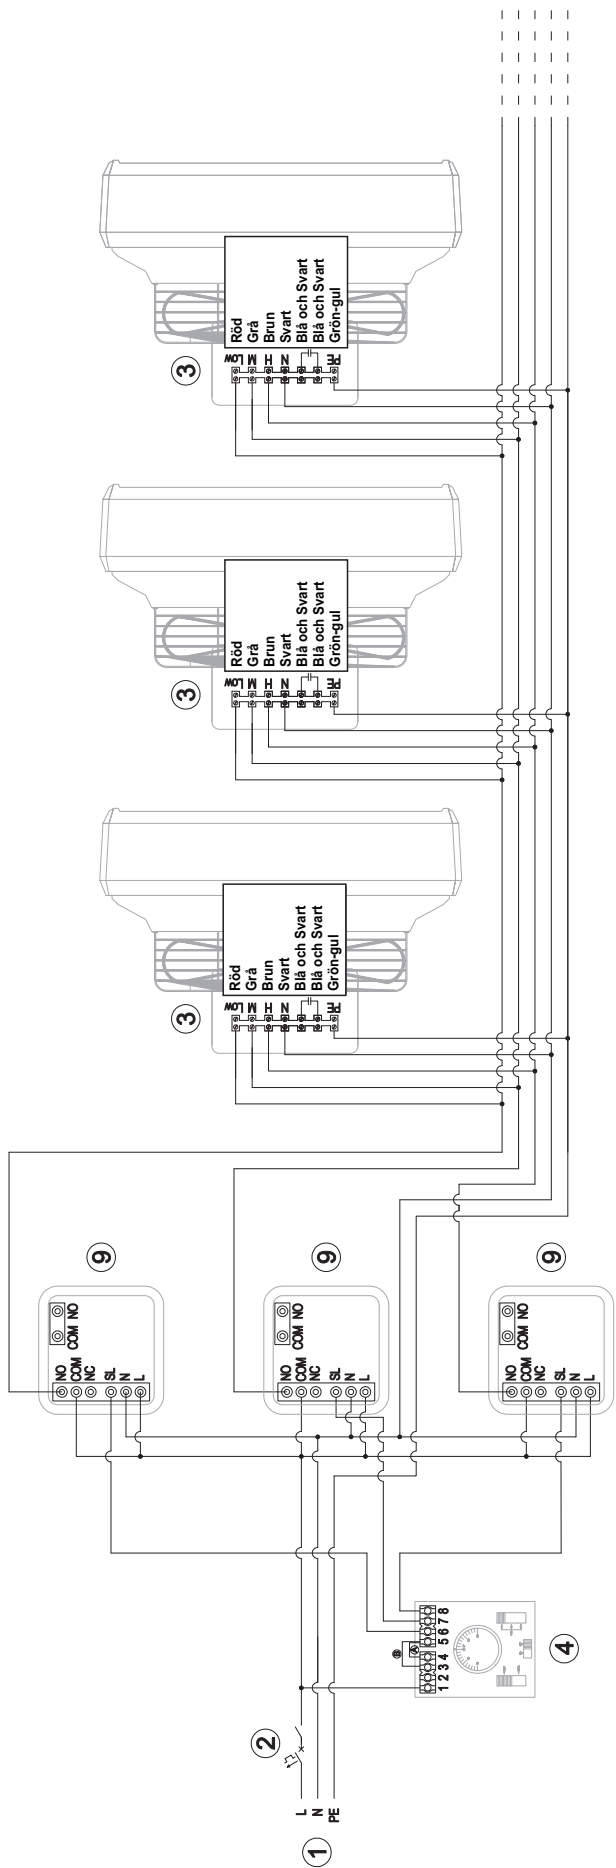 3
Röd
Grå
Brun
Svart
Blå och Svart
Blå och Svart
Grön-gul
Low
M
H
N
PE
3
Röd
Grå
Brun
Svart
Blå och Svart
Blå och Svart
Grön-gul
Low
M
H
N
PE
3
Röd
Grå
Brun
Svart
Blå och Svart
Blå och Svart
Grön-gul
Low
M
H
N
PE
9
COM NO
NO
COM
NC
SL
N
L
9
COM NO
NO
COM
NC
SL
N
L
9
COM NO
NO
COM
NC
SL
N
L
4
1 2 3 4 5 6 7 8
A
B
2
L
N
PE
1